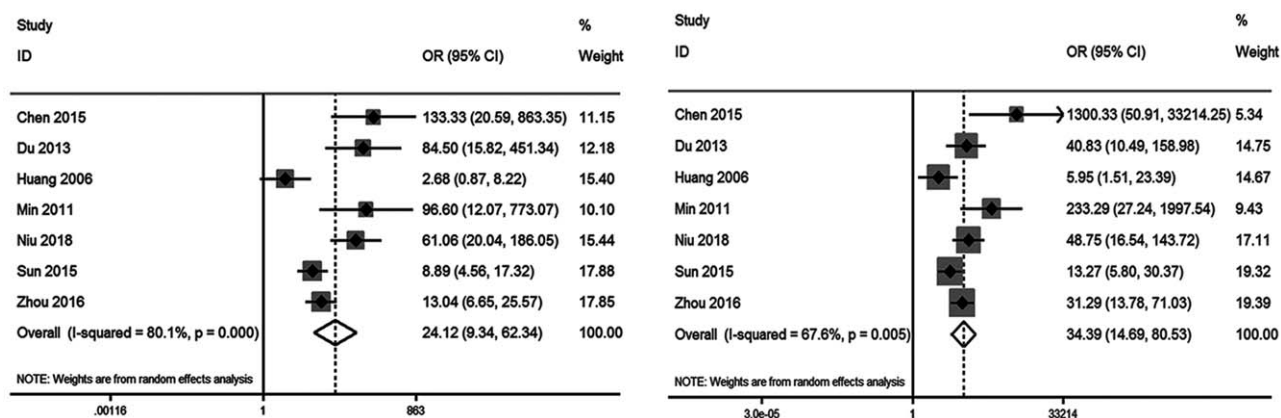 Study %
ID OR (95% CI) Weight
Chen 2015 133.33 (20.59, 863.35) 11.15
Du 2013 84.50 (15.82, 451.34) 12.18
Huang 2006 2.68 (0.87, 8.22) 15.40
Min 2011 96.60 (12.07, 773.07) 10.10
Niu 2018 61.06 (20.04, 186.05) 15.44
Sun 2015 8.89 (4.56, 17.32) 17.88
Zhou 2016 13.04 (6.65, 25.57) 17.85
Overall (I-squared = 80.1%, p = 0.000) 24.12 (9.34, 62.34) 100.00
NOTE: Weights are from random effects analysis
.00116 1 863
Study %
ID OR (95% CI) Weight
Chen 2015 1300.33 (50.91, 33214.25) 5.34
Du 2013 40.83 (10.49, 158.98) 14.75
Huang 2006 5.95 (1.51, 23.39) 14.67
Min 2011 233.29 (27.24, 1997.54) 9.43
Niu 2018 48.75 (16.54, 143.72) 17.11
Sun 2015 13.27 (5.80, 30.37) 19.32
Zhou 2016 31.29 (13.78, 71.03) 19.39
Overall (I-squared = 67.6%, p = 0.005) 34.39 (14.69, 80.53) 100.00
NOTE: Weights are from random effects analysis
3.0e-05 1 33214